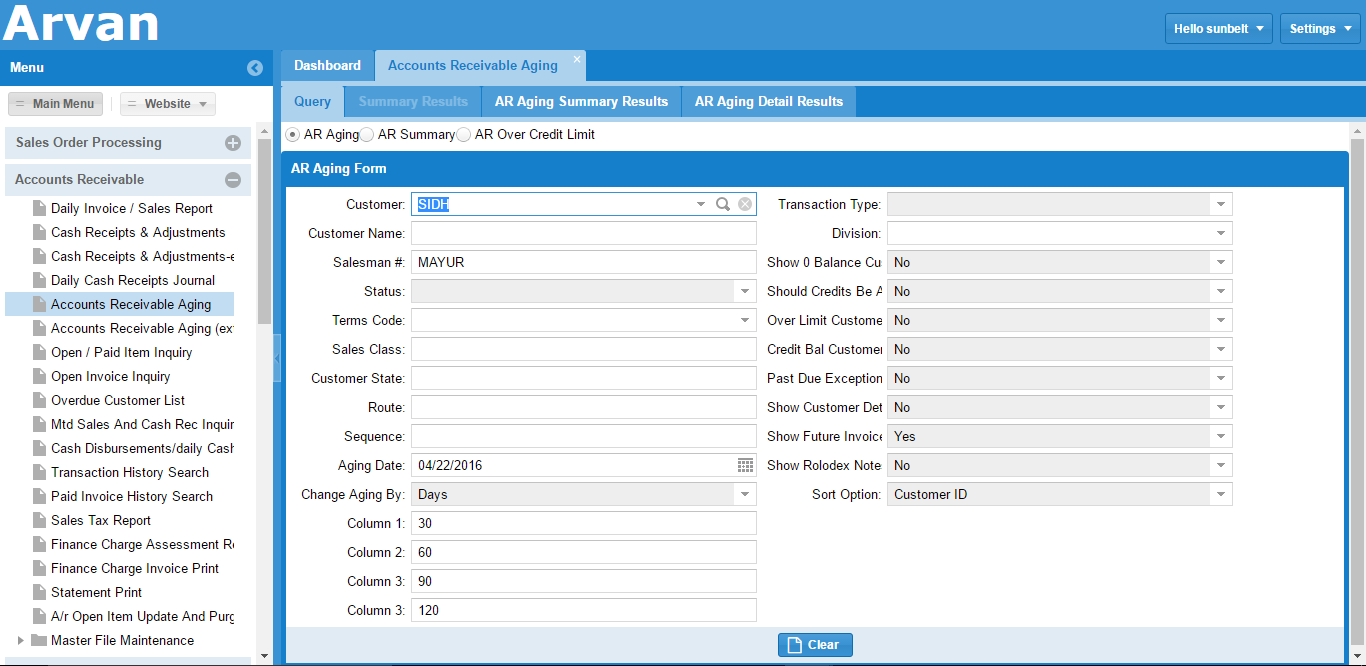 Arvan
Hello sunbelt
Settings
Menu
Main Menu
Website
Sales Order Processing
Accounts Receivable
Daily Invoice / Sales Report
Cash Receipts & Adjustments
Cash Receipts & Adjustments-e
Daily Cash Receipts Journal
Accounts Receivable Aging
Accounts Receivable Aging (ex
Open / Paid Item Inquiry
Open Invoice Inquiry
Overdue Customer List
Mtd Sales And Cash Rec Inquir
Cash Disbursements/daily Cash
Transaction History Search
Paid Invoice History Search
Sales Tax Report
Finance Charge Assessment Re
Finance Charge Invoice Print
Statement Print
A/r Open Item Update And Purg
Master File Maintenance
Dashboard
Accounts Receivable Aging
Query
Summary Results
AR Aging Summary Results
AR Aging Detail Results
AR Aging AR Summary AR Over Credit Limit
AR Aging Form
Customer: SIDH
Customer Name:
Salesman #: MAYUR
Status:
Terms Code:
Sales Class:
Customer State:
Route:
Sequence:
Aging Date: 04/22/2016
Change Aging By: Days
Column 1: 30
Column 2: 60
Column 3: 90
Column 3: 120
Transaction Type:
Division:
Show 0 Balance Cu No
Should Credits Be A No
Over Limit Custome No
Credit Bal Customer No
Past Due Exception No
Show Customer Det No
Show Future Invoice Yes
Show Rolodex Note No
Sort Option: Customer ID
Clear